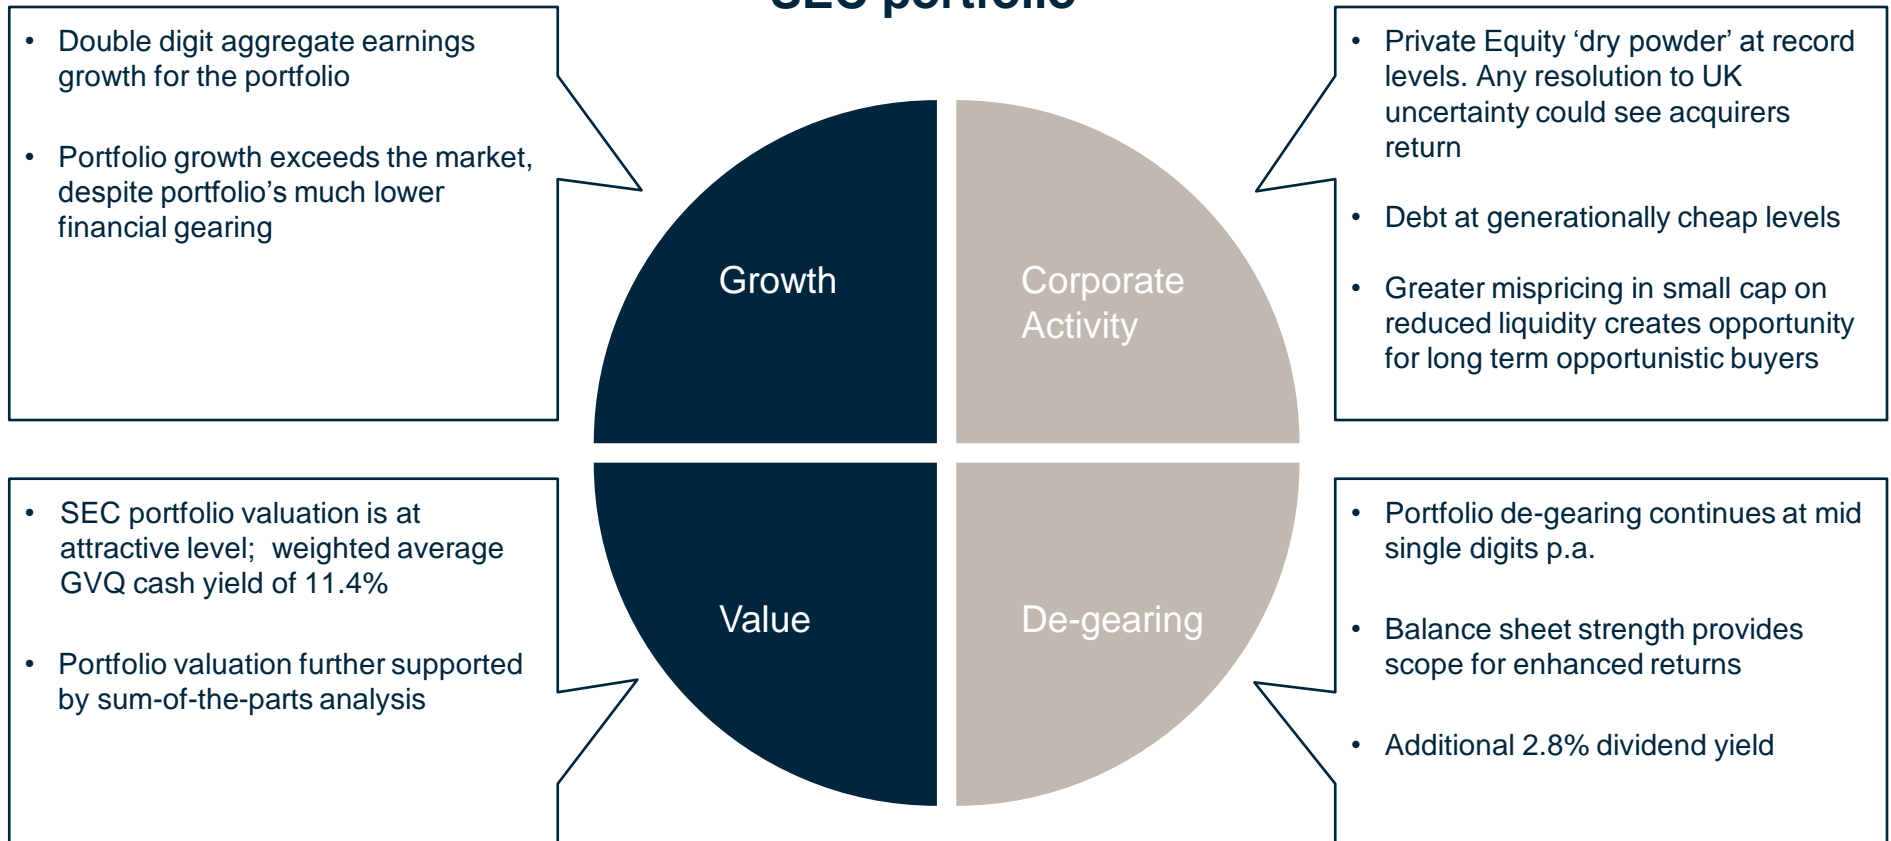 SEC portfolio
• Double digit aggregate earnings
growth for the portfolio
• Portfolio growth exceeds the market,
despite portfolio’s much lower
financial gearing
• Private Equity ‘dry powder’ at record
levels. Any resolution to UK
uncertainty could see acquirers
return
• Debt at generationally cheap levels
• Greater mispricing in small cap on
reduced liquidity creates opportunity
for long term opportunistic buyers
Growth
Corporate
Activity
Value
De-gearing
• SEC portfolio valuation is at
attractive level; weighted average
GVQ cash yield of 11.4%
• Portfolio valuation further supported
by sum-of-the-parts analysis
• Portfolio de-gearing continues at mid
single digits p.a.
• Balance sheet strength provides
scope for enhanced returns
• Additional 2.8% dividend yield